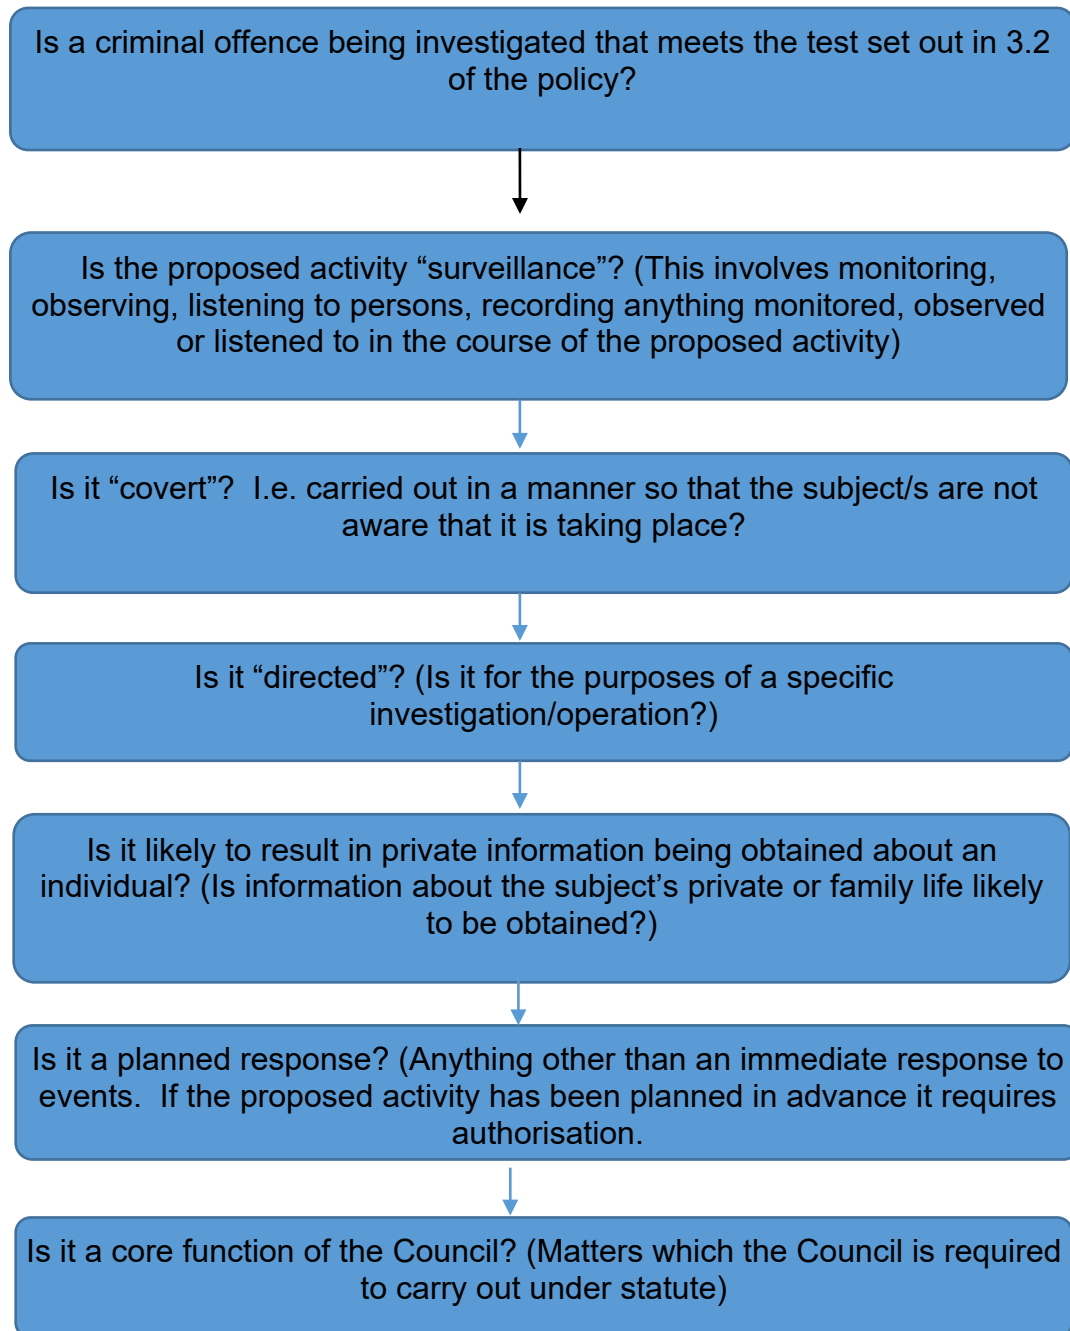 Is a criminal offence being investigated that meets the test set out in 3.2
of the policy?
Is the proposed activity “surveillance”? (This involves monitoring,
observing, listening to persons, recording anything monitored, observed
or listened to in the course of the proposed activity)
Is it “covert”?  I.e. carried out in a manner so that the subject/s are not
aware that it is taking place?
Is it “directed”? (Is it for the purposes of a specific
investigation/operation?)
Is it likely to result in private information being obtained about an
individual? (Is information about the subject’s private or family life likely
to be obtained?)
Is it a planned response? (Anything other than an immediate response to
events.  If the proposed activity has been planned in advance it requires
authorisation.
Is it a core function of the Council? (Matters which the Council is required
to carry out under statute)